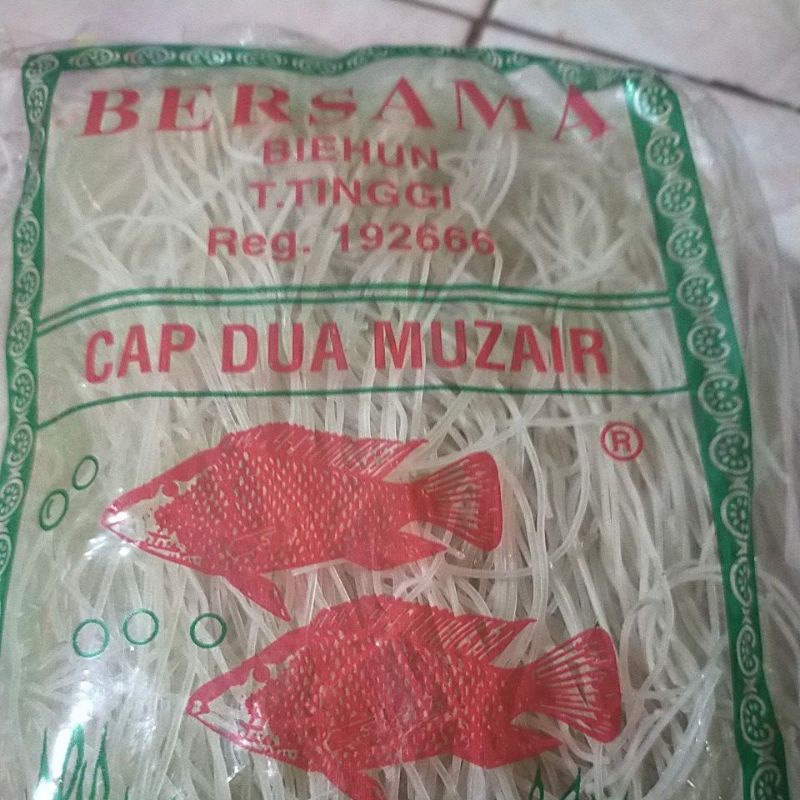 BERSAMA
BIEHUN
T.TINGGI
Reg. 192666
CAP DUA MUZAIR
®